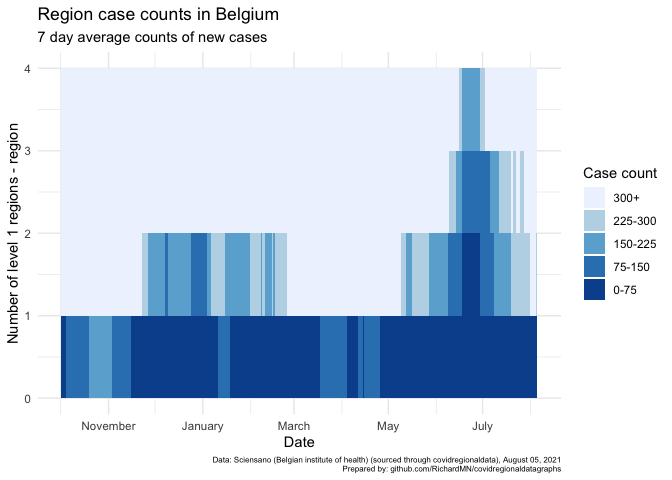 Region case counts in Belgium
7 day average counts of new cases
Number of level 1 regions - region
4
3
2
1
0
November
January
March
May
July
Date
Case count
300+
225-300
150-225
75-150
0-75
Data: Sciensano (Belgian institute of health) (sourced through covidregionaldata), August 05, 2021
Prepared by: github.com/RichardMN/covidregionaldatagraphs